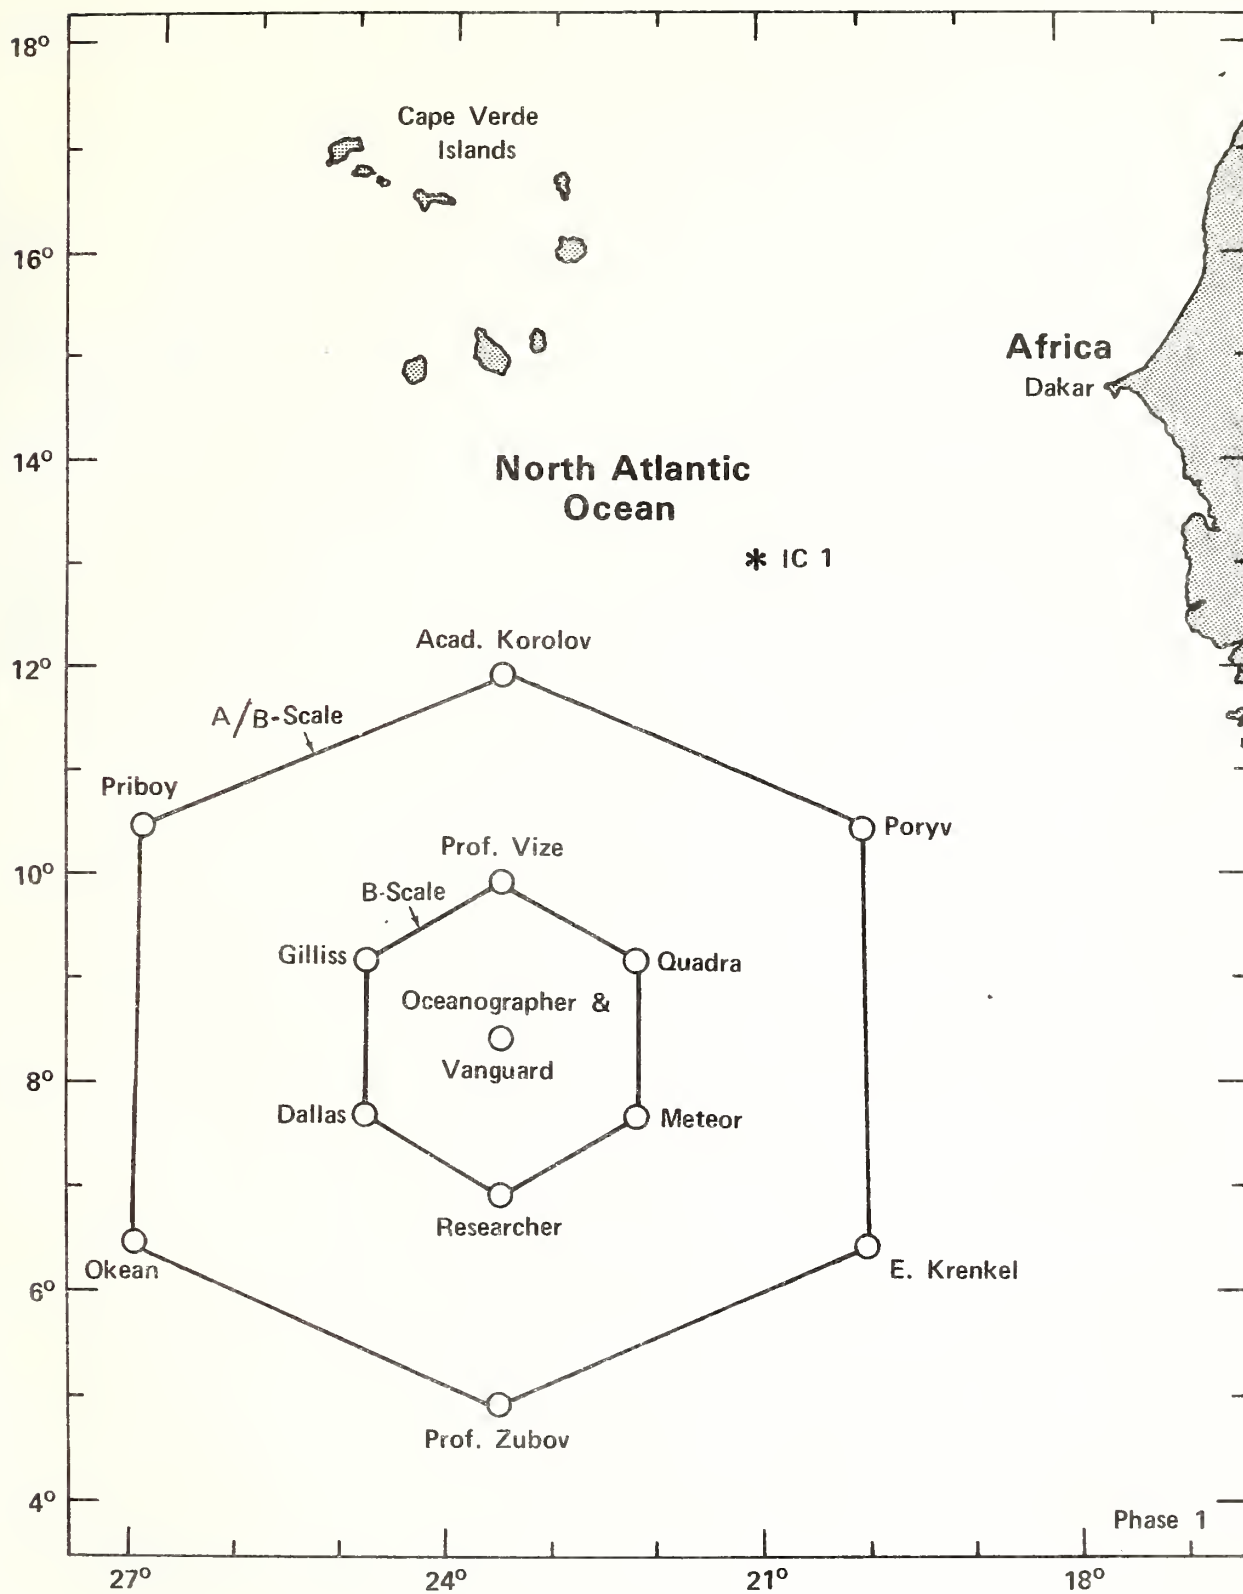 18°
Cape Verde
Islands
16°
Africa
Dakar
14°
North Atlantic
Ocean
* IC 1
Acad. Korolov
12°
A/B-Scale
Priboy
Poryv
Prof. Vize
10°
B-Scale
Gilliss
Quadra
Oceanographer &
Vanguard
8°
Dallas
Meteor
Researcher
Okean
E. Krenkel
6°
Prof. Zubov
4°
Phase 1
27° 24° 21° 18°